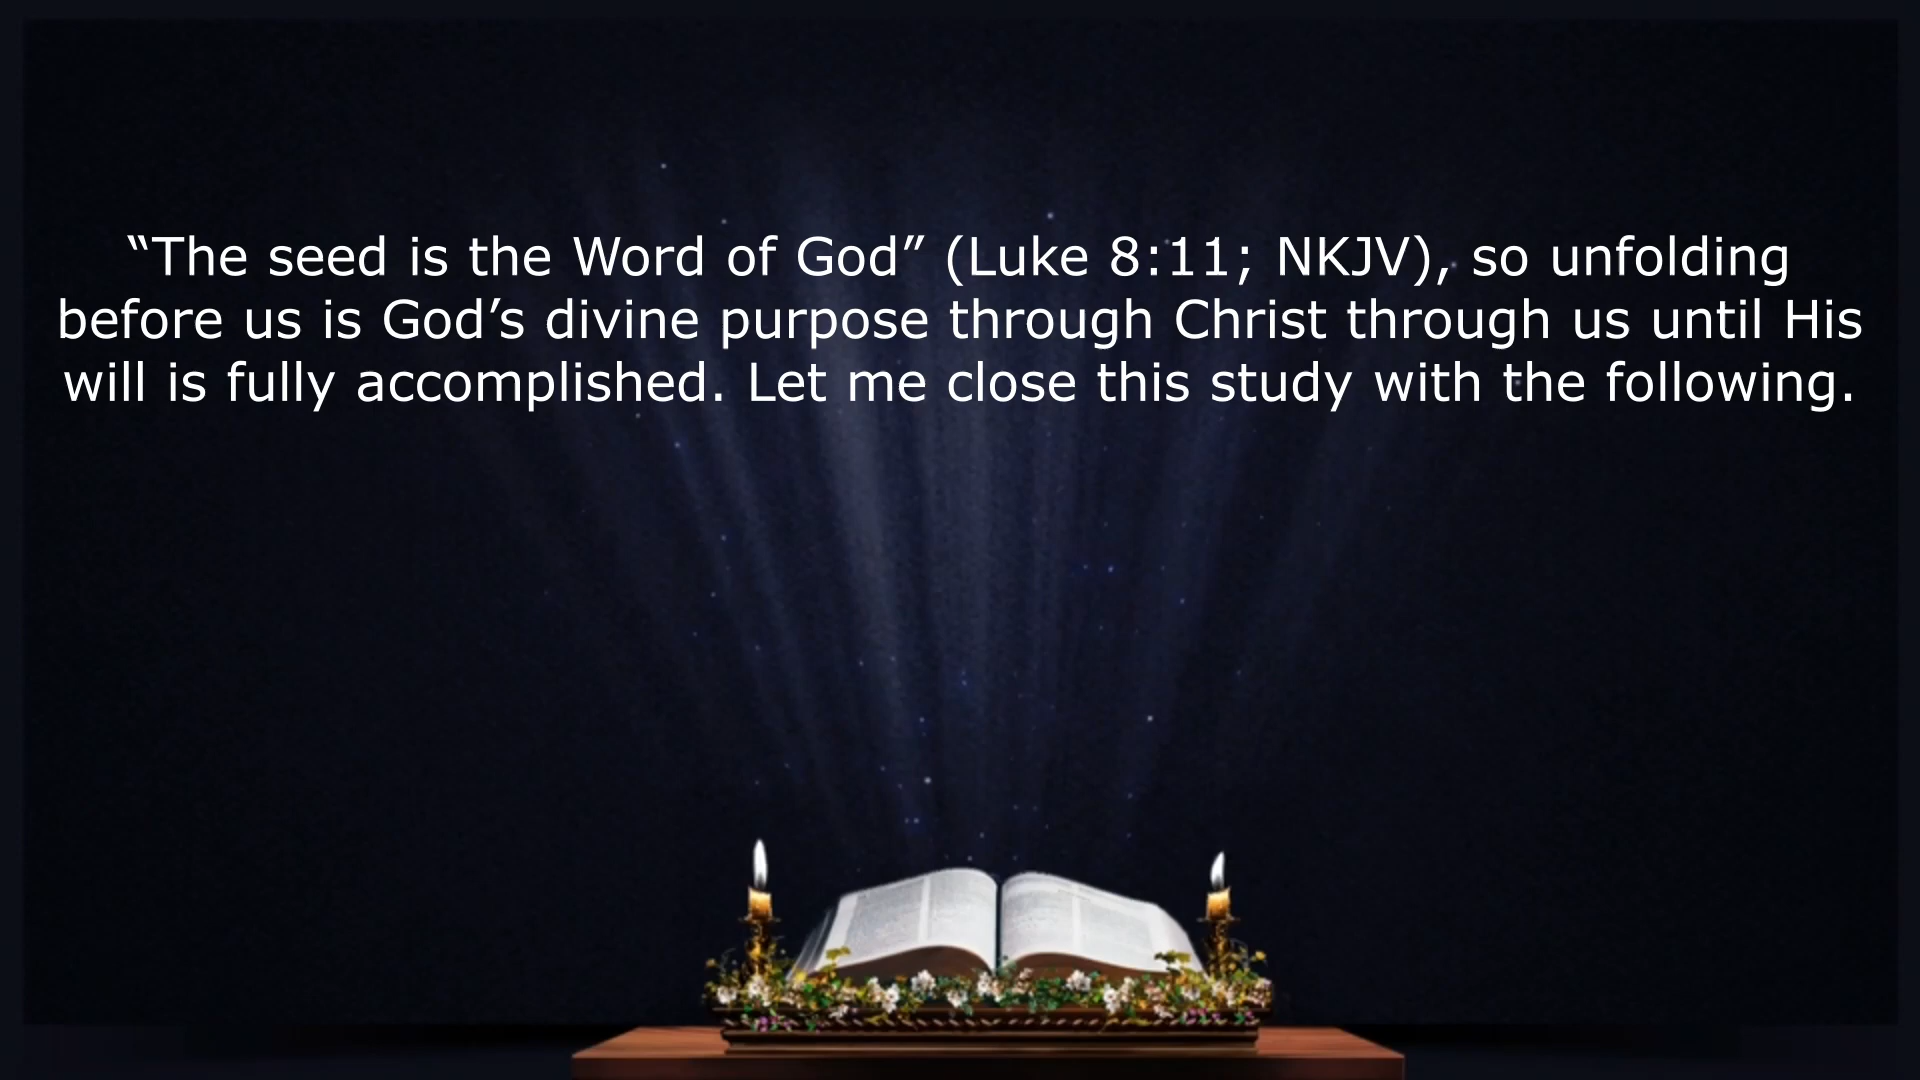 “The seed is the Word of God” (Luke 8:11; NKJV), so unfolding
before us is God’s divine purpose through Christ through us until His
will is fully accomplished. Let me close this study with the following.